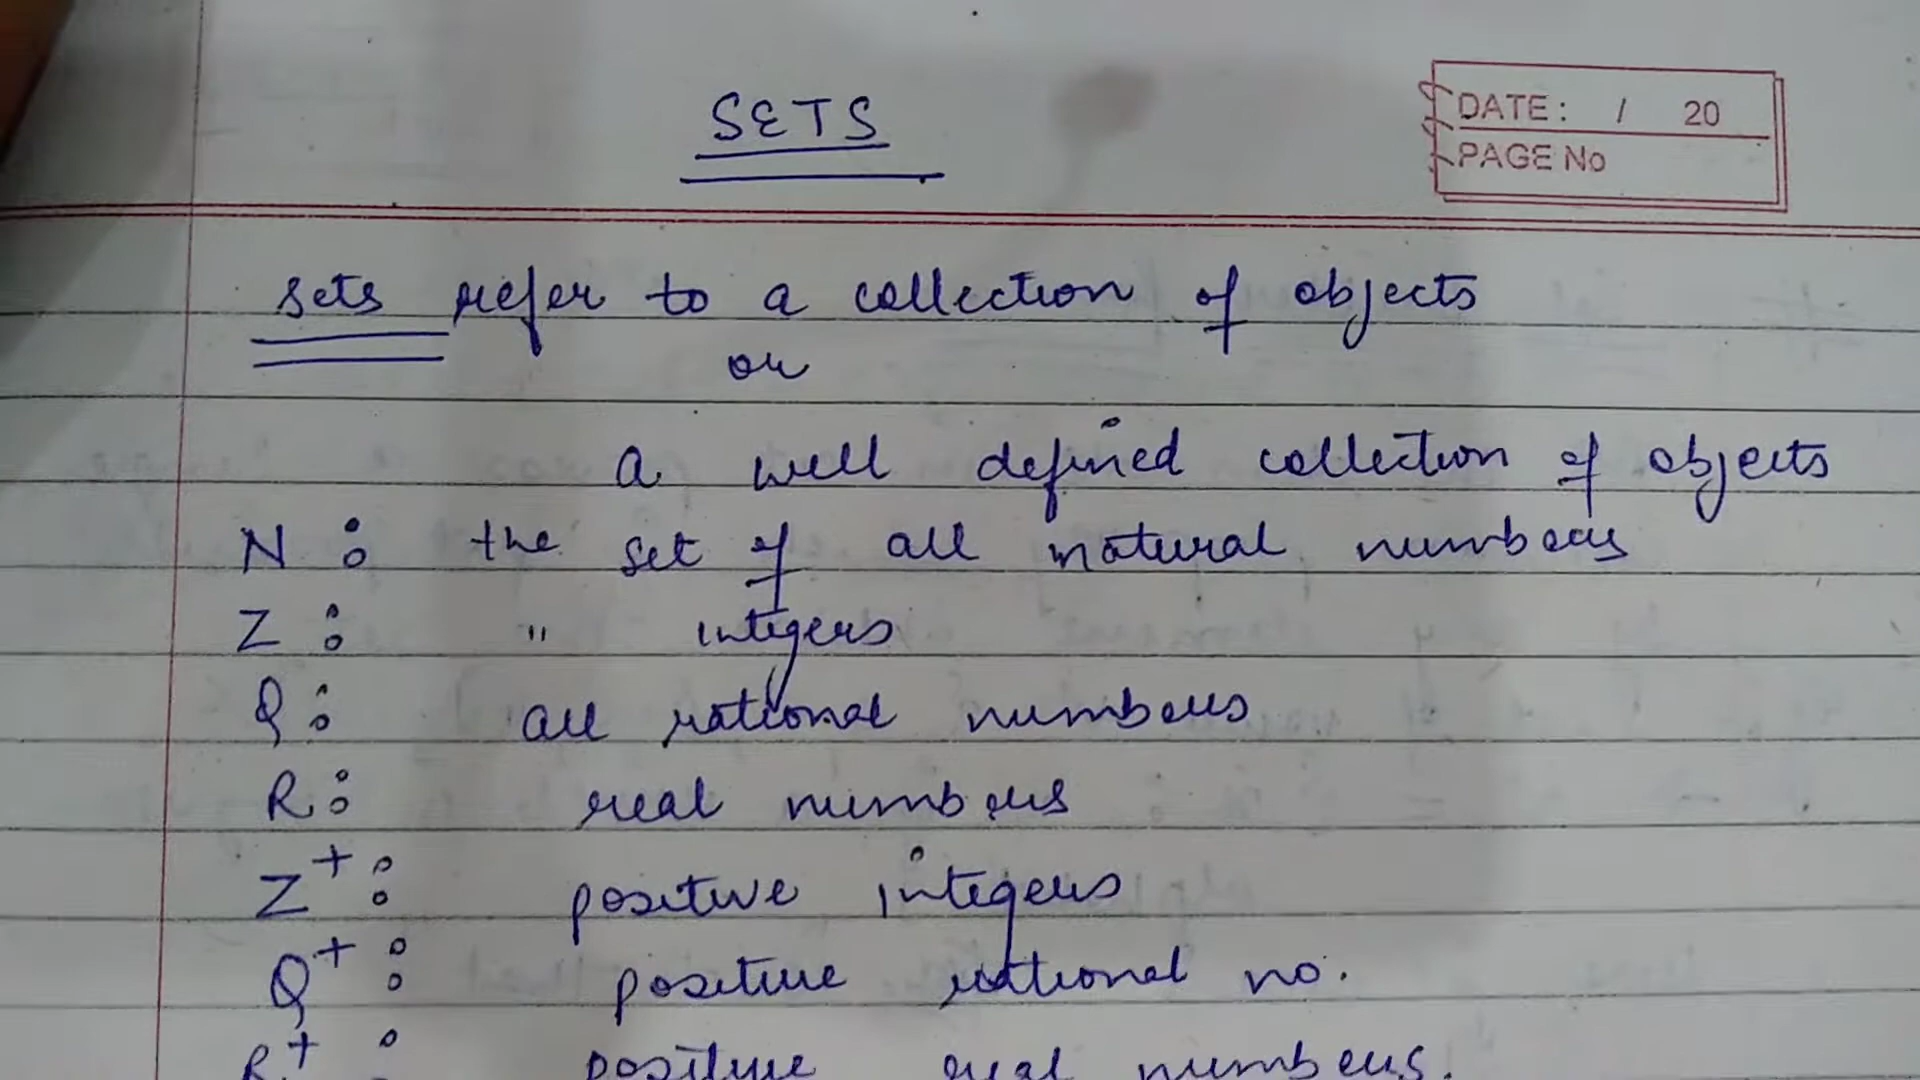 SETS
DATE: / 20
PAGE No
Sets refer to a collection of objects
or
a well defined collection of objects
N : the set of all natural numbers
Z : " integers
Q : all rational numbers
R : real numbers
Z+ : positive integers
Q+ : positive rational no.
R+ : positive real numbers.